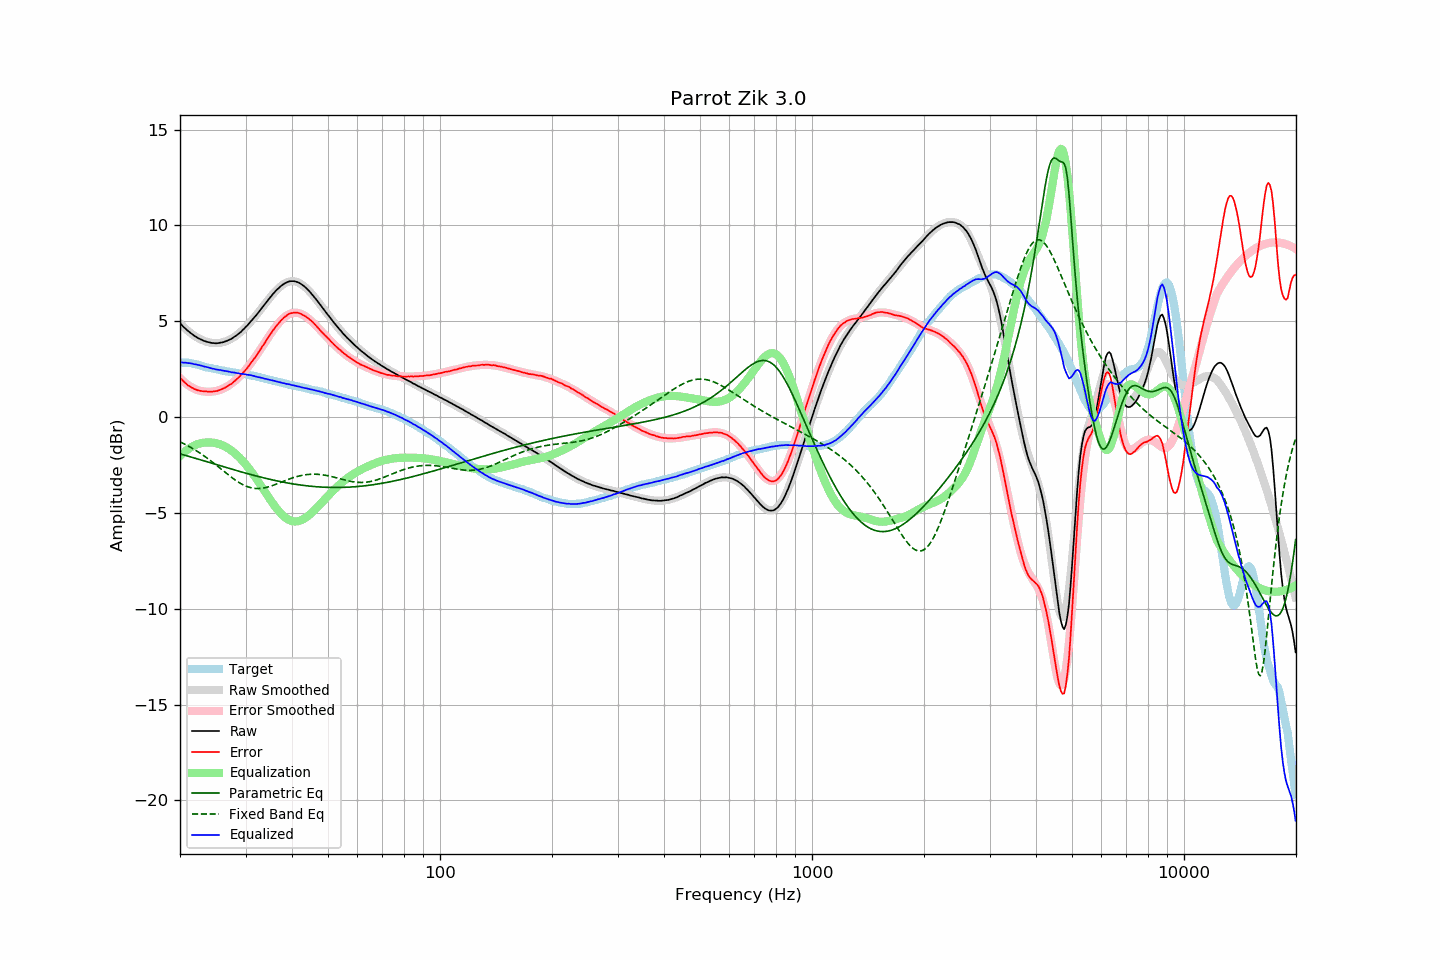 Parrot Zik 3.0
15
10
5
0
−5
−10
−15
−20
Amplitude (dBr)
Target
Raw Smoothed
Error Smoothed
Raw
Error
Equalization
Parametric Eq
Fixed Band Eq
Equalized
100
1000
10000
Frequency (Hz)